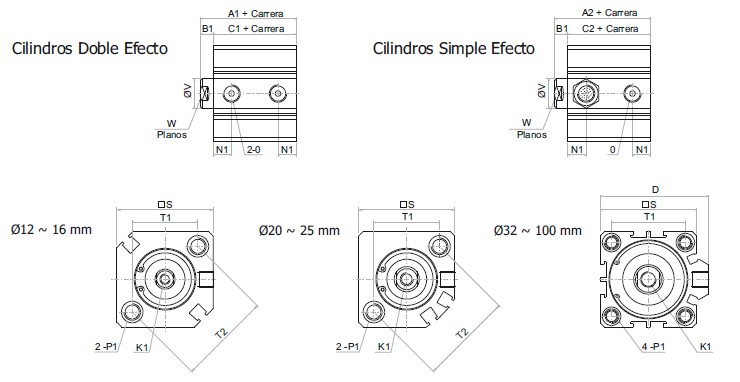 A1 + Carrera
B1
C1 + Carrera
Cilindros Doble Efecto
ØV
W
Planos
N1
2-0
N1
A2 + Carrera
B1
C2 + Carrera
Cilindros Simple Efecto
ØV
W
Planos
N1
0
N1
□S
T1
Ø12 ~ 16 mm
T2
2 -P1
K1
□S
T1
Ø20 ~ 25 mm
T2
2 -P1
K1
D
□S
T1
Ø32 ~ 100 mm
4 -P1
K1